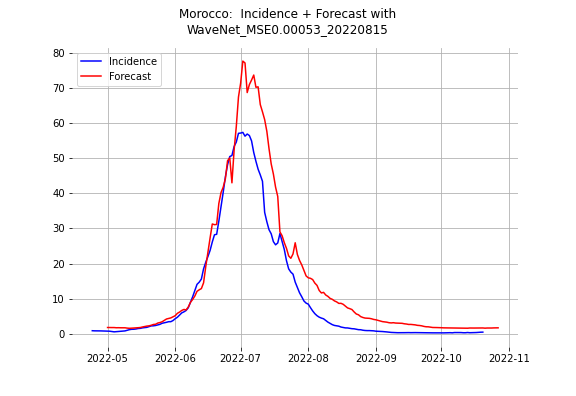 Morocco:  Incidence + Forecast with
WaveNet_MSE0.00053_20220815
Incidence
Forecast
80
70
60
50
40
30
20
10
0
2022-05 2022-06 2022-07 2022-08 2022-09 2022-10 2022-11